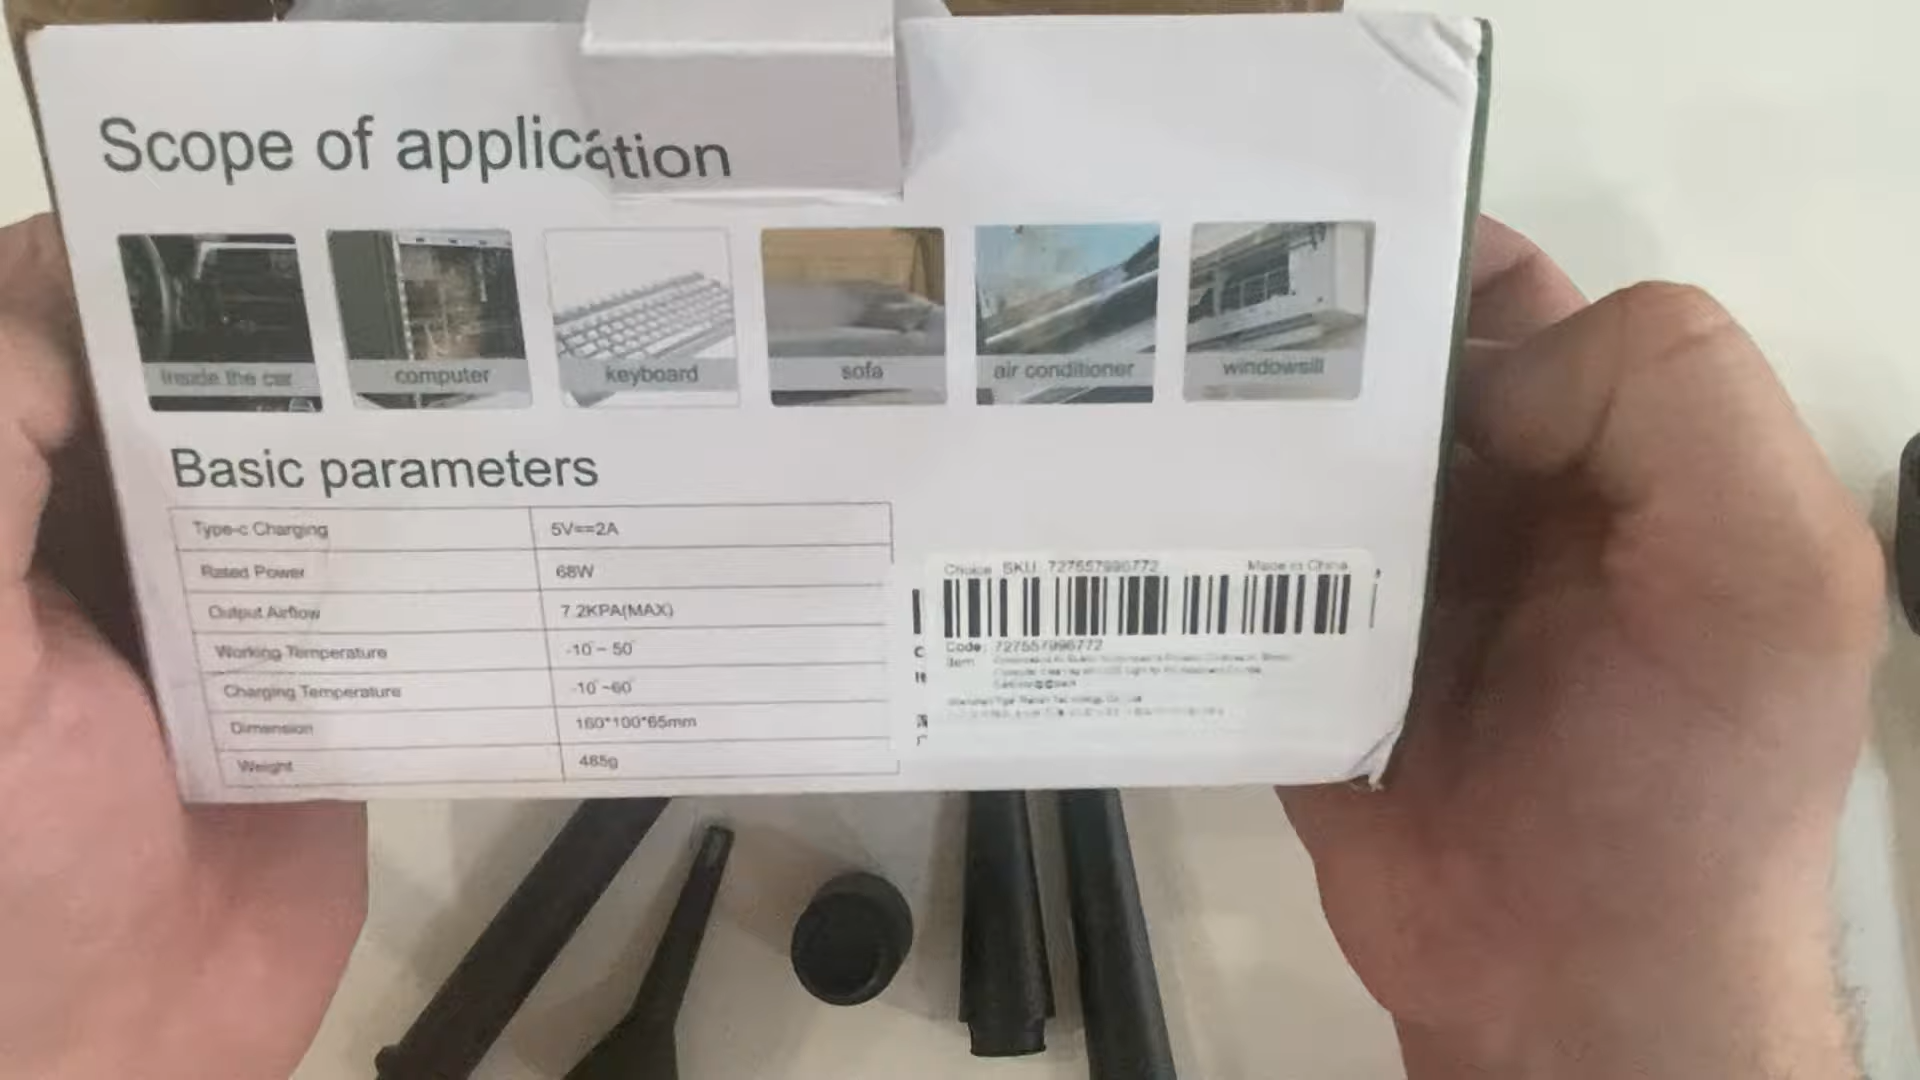 Scope of application
inside the car
computer
keyboard
sofa
air conditioner
windowsill
Basic parameters
Type-c Charging 5V==2A
Rated Power 68W
Output Airflow 7.2KPA(MAX)
Working Temperature -10°~50°
Charging Temperature -10°~60°
Dimension 160*100*65mm
Weight 485g
Choice SKU Made in China
Code: 727557996772
Item